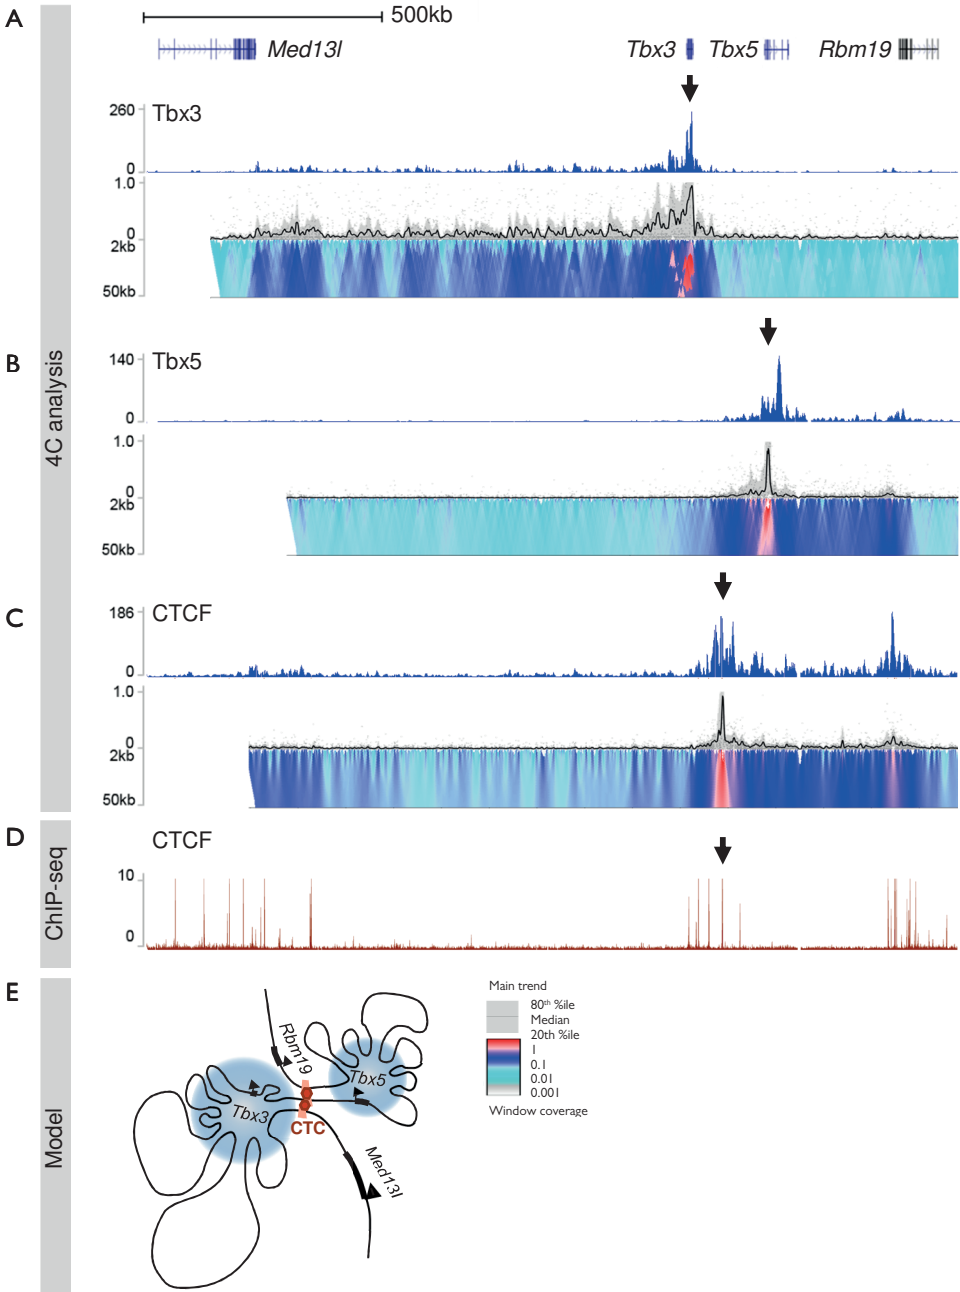 A
500kb
Med13l
Tbx3
Tbx5
Rbm19
Tbx3
260
0
1.0
0
2kb
50kb
4C analysis
B
Tbx5
140
0
1.0
0
2kb
50kb
C
CTCF
186
0
1.0
0
2kb
50kb
D
CTCF
ChIP-seq
10
0
E
Model
Rbm19
Tbx5
Tbx3
CTC
Med13l
Main trend
80th %ile
Median
20th %ile
1
0.1
0.01
0.001
Window coverage